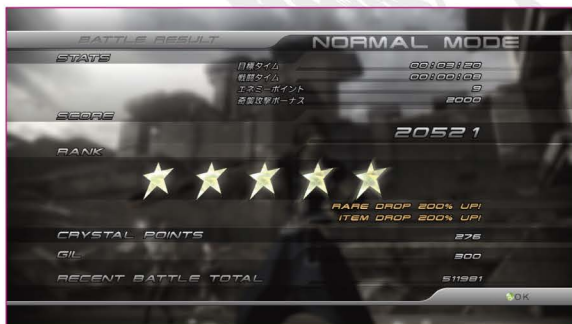 BATTLE RESULT NORMAL MODE
STATS
目標タイム 00:03:20
戦闘タイム 00:00:09
エネミーポイント 9
奇襲攻撃ボーナス 2000
SCORE
20521
RANK
RARE DROP 200% UP!
ITEM DROP 200% UP!
CRYSTAL POINTS 276
GIL 300
RECENT BATTLE TOTAL 511981
OK